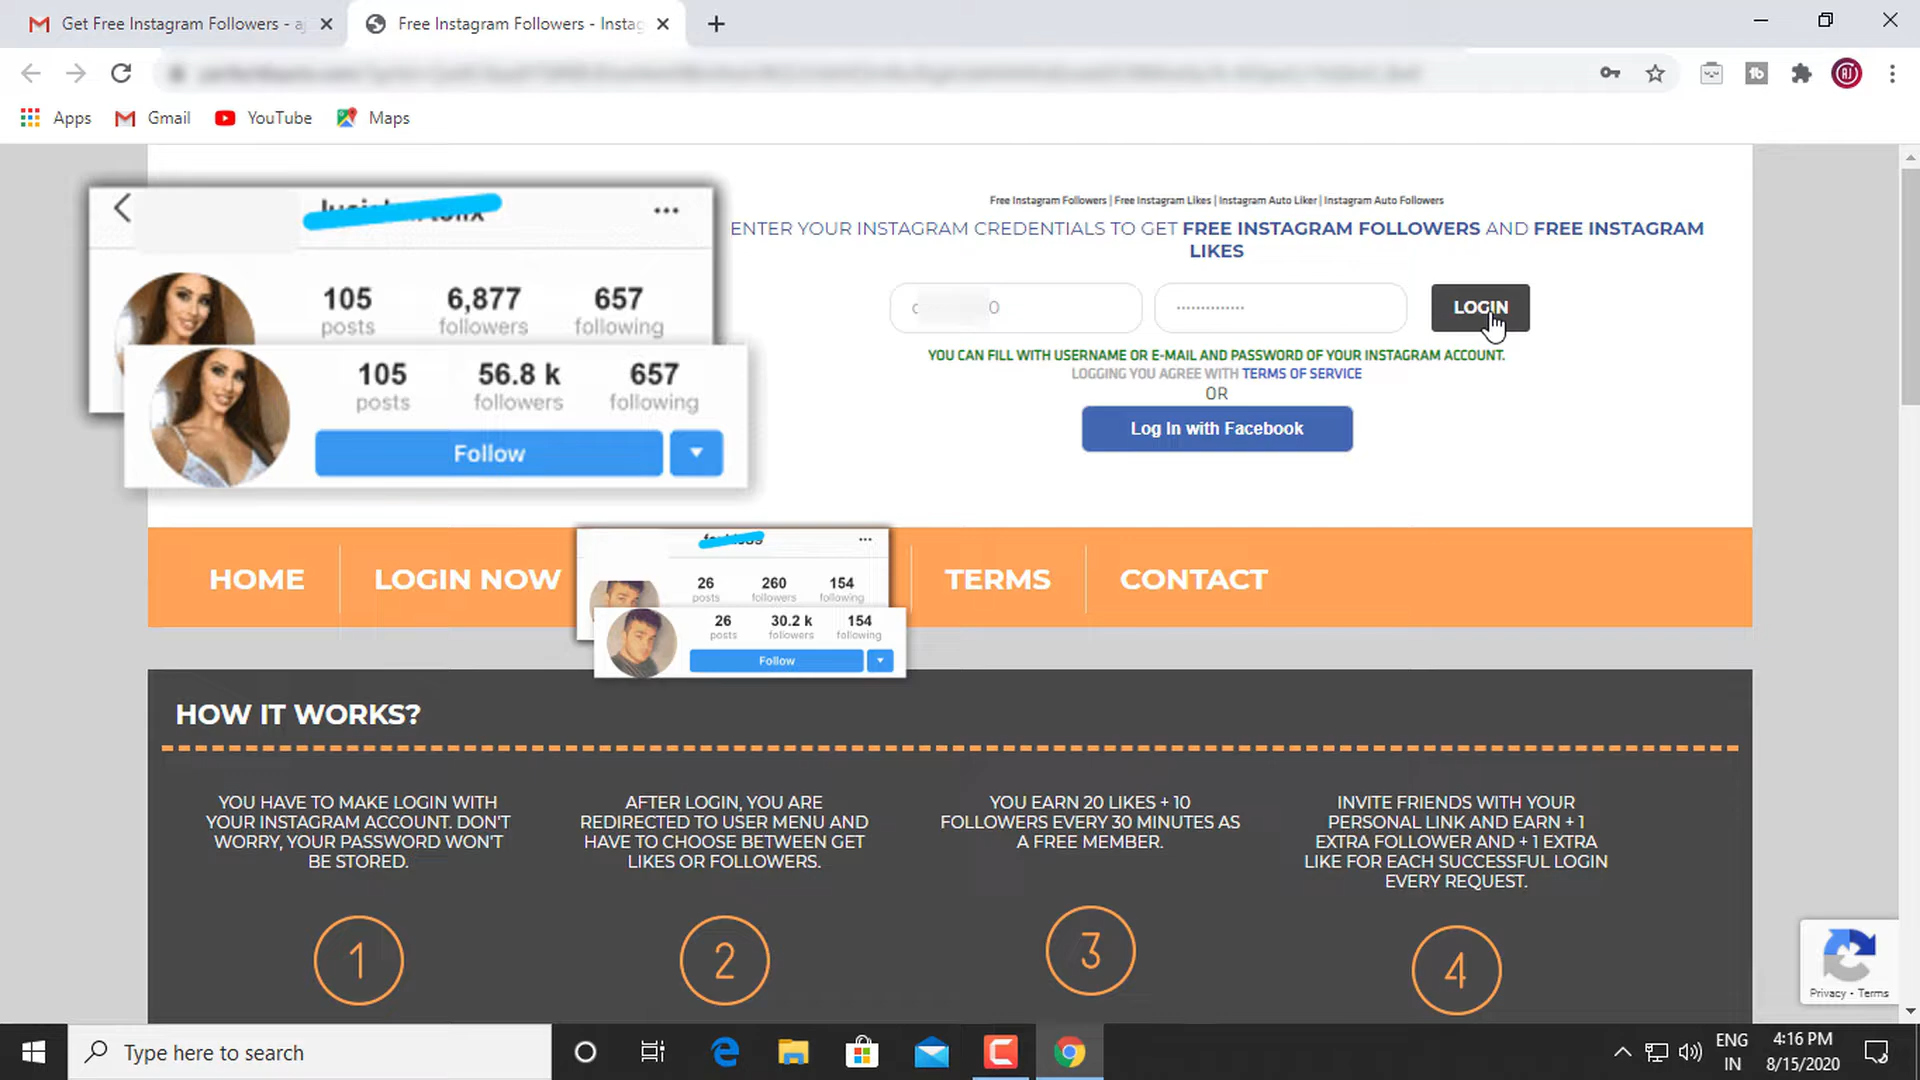 Get Free Instagram Followers - a
Free Instagram Followers - Insta
Apps
Gmail
YouTube
Maps
105 6,877 657
posts followers following
105 56.8 k 657
posts followers following
Follow
Free Instagram Followers | Free Instagram Likes | Instagram Auto Liker | Instagram Auto Followers
ENTER YOUR INSTAGRAM CREDENTIALS TO GET FREE INSTAGRAM FOLLOWERS AND FREE INSTAGRAM
LIKES
LOGIN
YOU CAN FILL WITH USERNAME OR E-MAIL AND PASSWORD OF YOUR INSTAGRAM ACCOUNT.
LOGGING YOU AGREE WITH TERMS OF SERVICE
OR
Log In with Facebook
HOME
LOGIN NOW
TERMS
CONTACT
26 260 154
posts followers following
26 30.2 k 154
posts followers following
Follow
HOW IT WORKS?
YOU HAVE TO MAKE LOGIN WITH
YOUR INSTAGRAM ACCOUNT. DON'T
WORRY, YOUR PASSWORD WON'T
BE STORED.
1
AFTER LOGIN, YOU ARE
REDIRECTED TO USER MENU AND
HAVE TO CHOOSE BETWEEN GET
LIKES OR FOLLOWERS.
2
YOU EARN 20 LIKES + 10
FOLLOWERS EVERY 30 MINUTES AS
A FREE MEMBER.
3
INVITE FRIENDS WITH YOUR
PERSONAL LINK AND EARN + 1
EXTRA FOLLOWER AND + 1 EXTRA
LIKE FOR EACH SUCCESSFUL LOGIN
EVERY REQUEST.
4
Privacy - Terms
Type here to search
ENG
IN
4:16 PM
8/15/2020